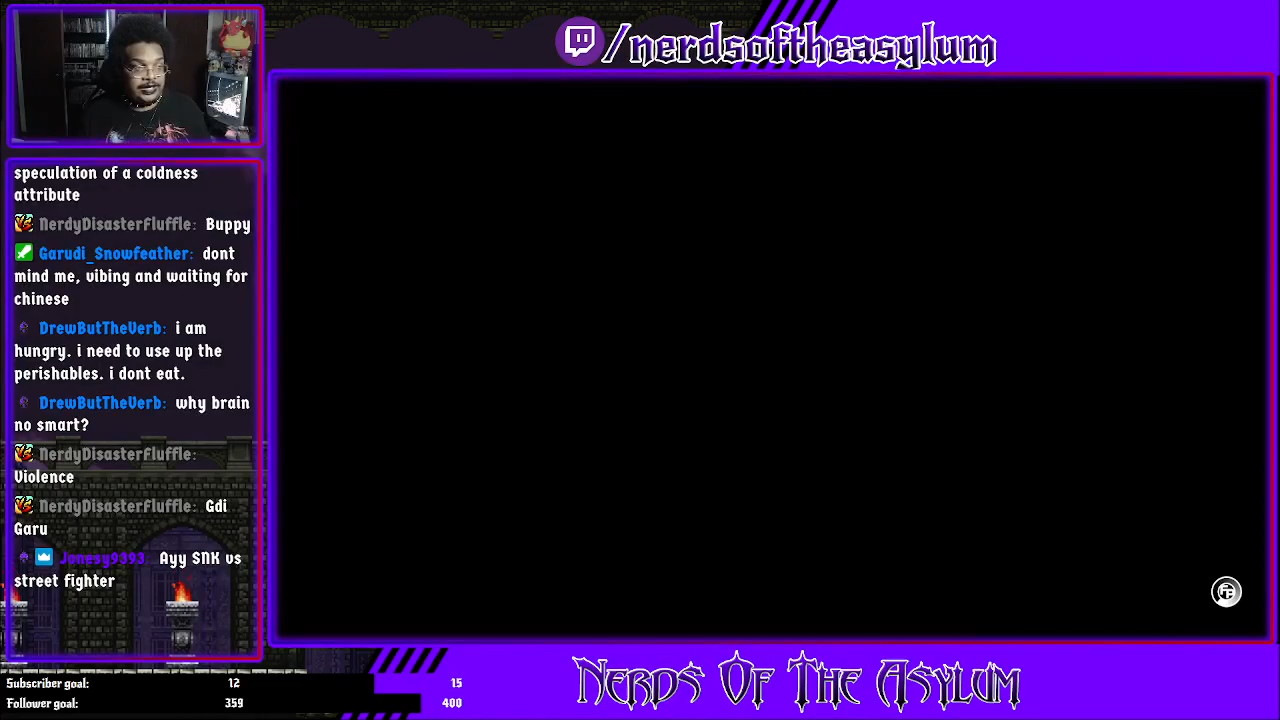 /nerdsoftheasylum
speculation of a coldness
attribute
NerdyDisasterFluffle: Buppy
Garudi_Snowfeather: dont
mind me, vibing and waiting for
chinese
DrewButTheVerb: i am
hungry. i need to use up the
perishables. i dont eat.
DrewButTheVerb: why brain
no smart?
NerdyDisasterFluffle:
Violence
NerdyDisasterFluffle: Gdi
Garu
Jonesy9393: Ayy SNK vs
street fighter
Subscriber goal: 12 15
Follower goal: 359 400
Nerds Of The Asylum